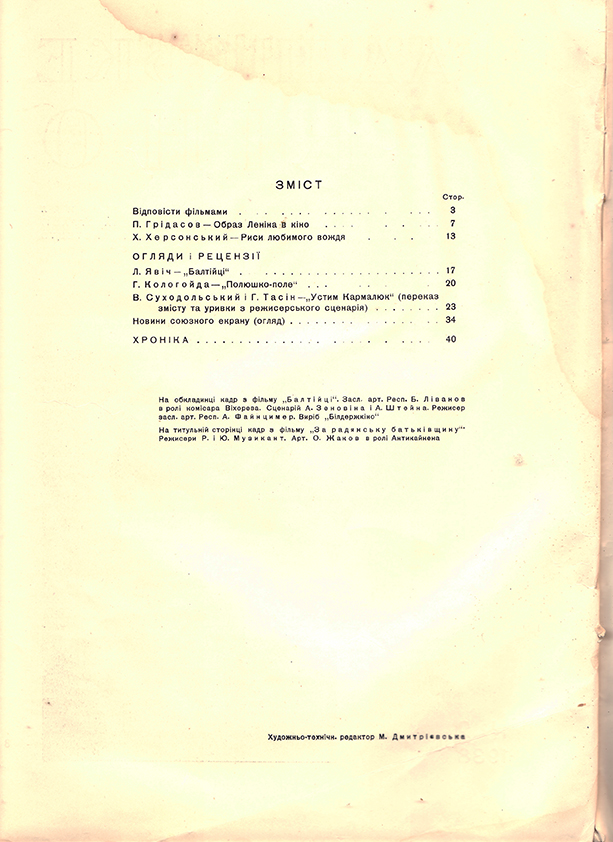 ЗМІСТ
Стор.
Відповісти фільмами . . . . . . . . . . . . . 3
П. Грідасов — Образ Леніна в кіно . . . . . 7
Х. Херсонський — Риси любимого вождя . . . 13
ОГЛЯДИ і РЕЦЕНЗІЇ
Л. Явіч — „Балтійці“ . . . . . . . . . . . . . 17
Г. Кологойда — „Полюшко-поле“ . . . . . . . 20
В. Суходольський і Г. Тасін — „Устим Кармалюк“ (переказ
змісту та уривки з режисерського сценарія) . . . . . . . . 23
Новини союзного екрану (огляд) . . . . . . . . . . . . . . 34
ХРОНІКА . . . . . . . . . . . . . . . . . . . . 40
На обкладинці кадр з фільму „Балтійці“. Засл. арт. Респ. Б. Ліванов
в ролі комісара Віхорева. Сценарій А. Зеновіна і А. Штейна. Режисер
засл. арт. Респ. А. Файнцимер. Виріб „Білдержкіно“
На титульній сторінці кадр з фільму „За радянську батьківщину“.
Режисери Р. і Ю. Музикант. Арт. О. Жаков в ролі Антикайнена
Художньо-технічн. редактор М. Дмитрієвська